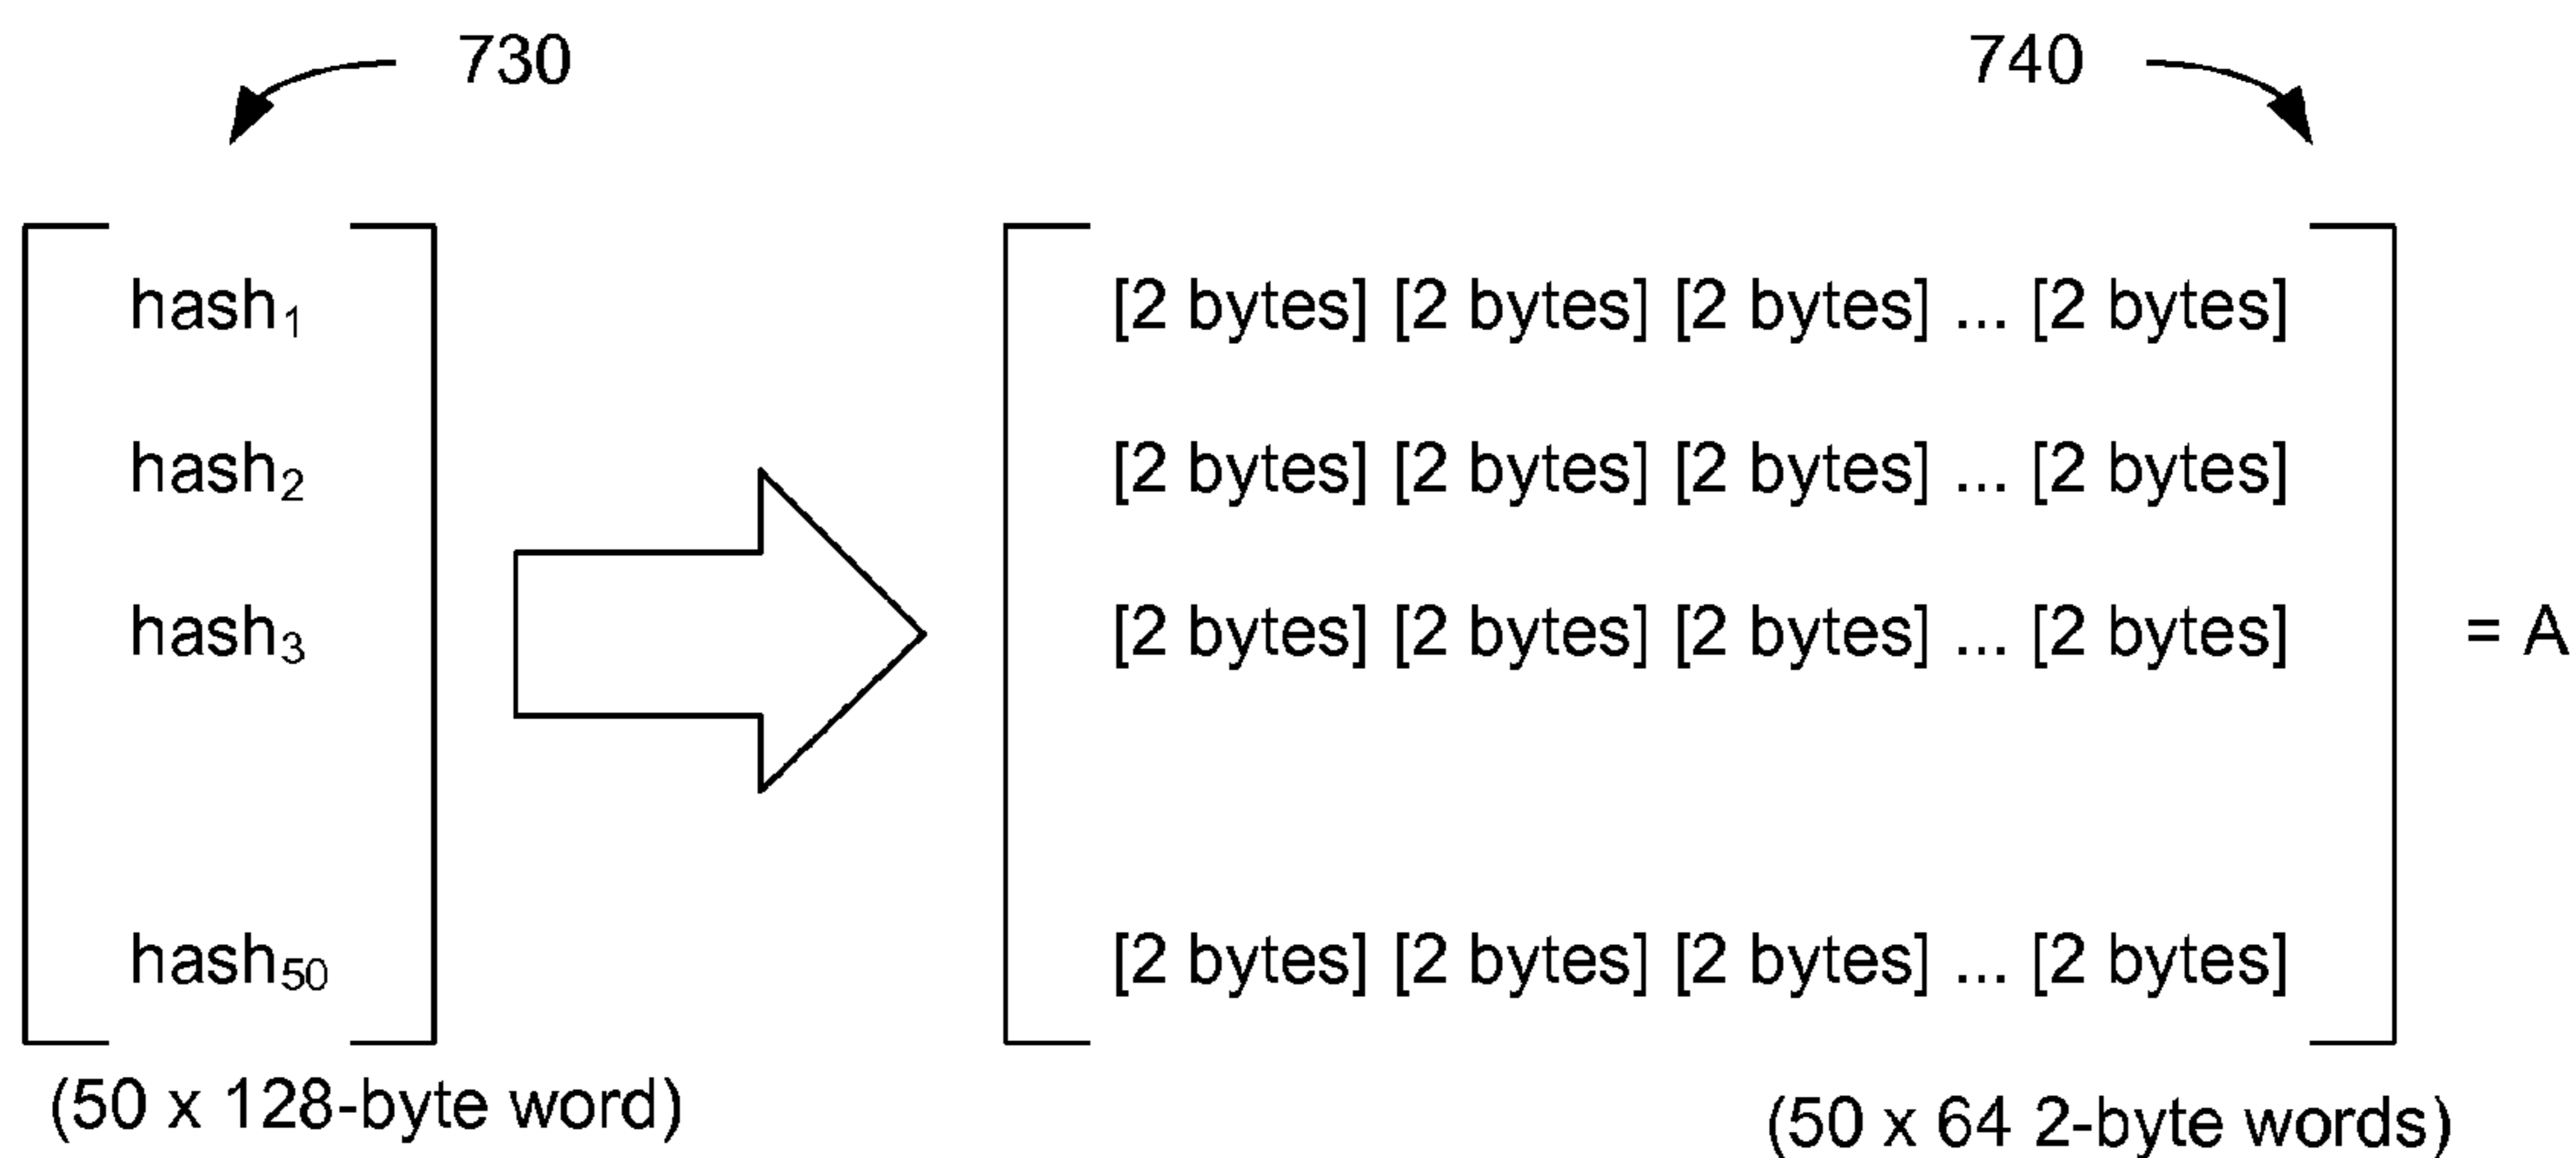 730 740
hash₁ [2 bytes] [2 bytes] [2 bytes] ... [2 bytes]
hash₂ [2 bytes] [2 bytes] [2 bytes] ... [2 bytes]
hash₃ [2 bytes] [2 bytes] [2 bytes] ... [2 bytes] = A
hash₅₀ [2 bytes] [2 bytes] [2 bytes] ... [2 bytes]
(50 x 128-byte word) (50 x 64 2-byte words)